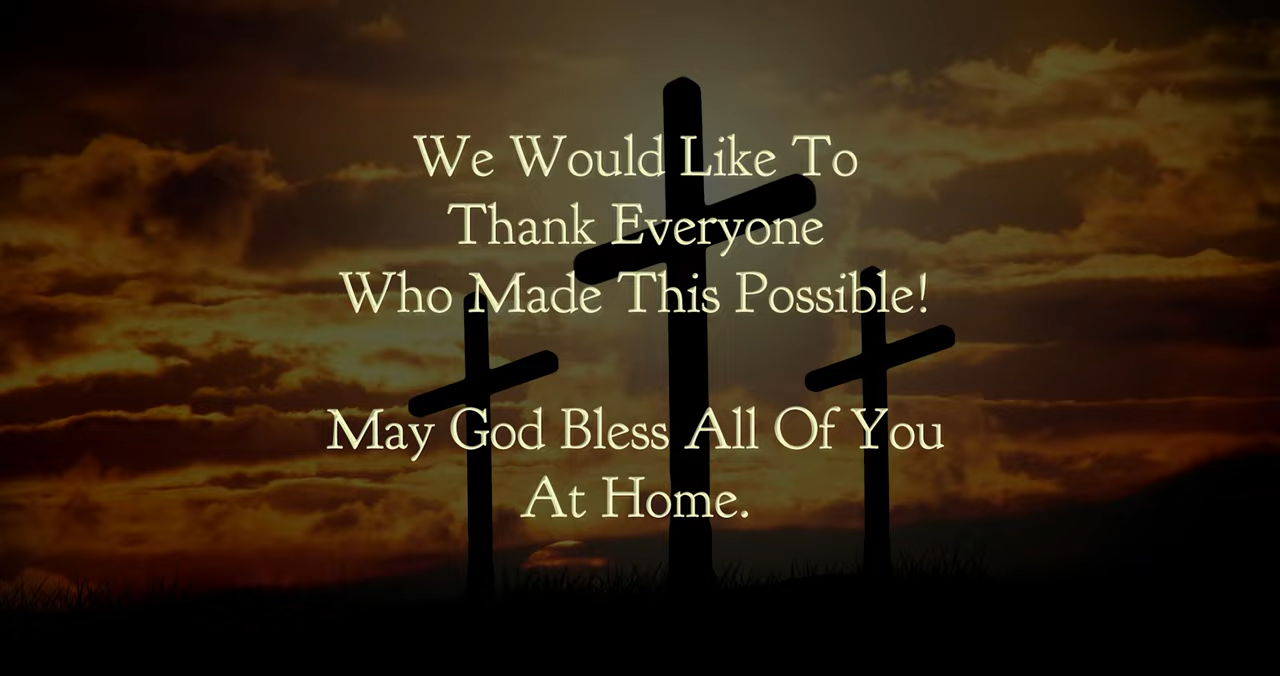 We Would Like To
Thank Everyone
Who Made This Possible!
May God Bless All Of You
At Home.